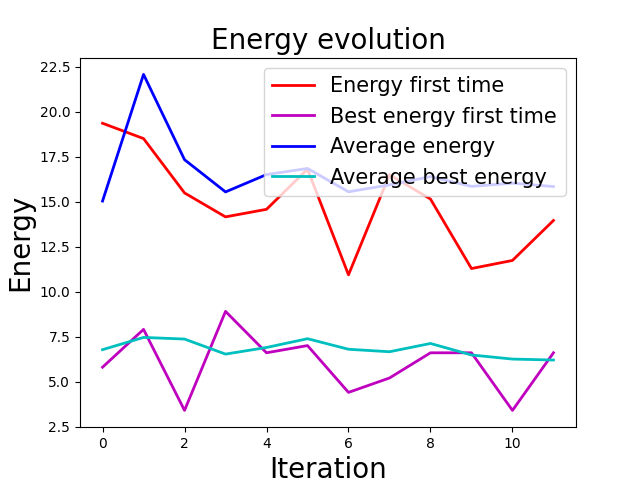 Energy evolution
22.5
20.0
17.5
15.0
12.5
10.0
7.5
5.0
2.5
Energy
Energy first time
Best energy first time
Average energy
Average best energy
0 2 4 6 8 10
Iteration